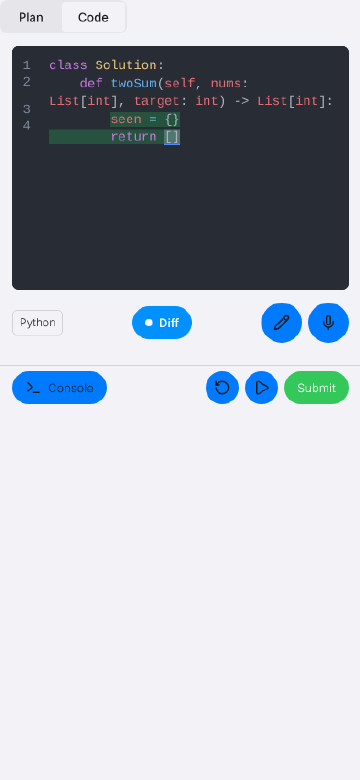 Plan
Code
1 class Solution:
2     def twoSum(self, nums:
List[int], target: int) -> List[int]:
3         seen = {}
4         return []
Python
Diff
Console
Submit